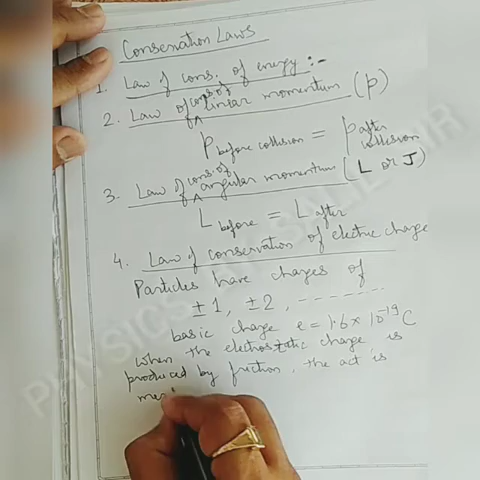 Conservation Laws
1. Law of cons. of energy :-
2. Law of cons. of linear momentum (p)
P before collision = P after collision
3. Law of cons. of angular momentum (L or J)
L before = L after
4. Law of conservation of electric charge
Particles have charges of
±1, ±2, -------
basic charge e = 1.6 × 10⁻¹⁹ C
When the electrostatic charge is
produced by friction, the act is